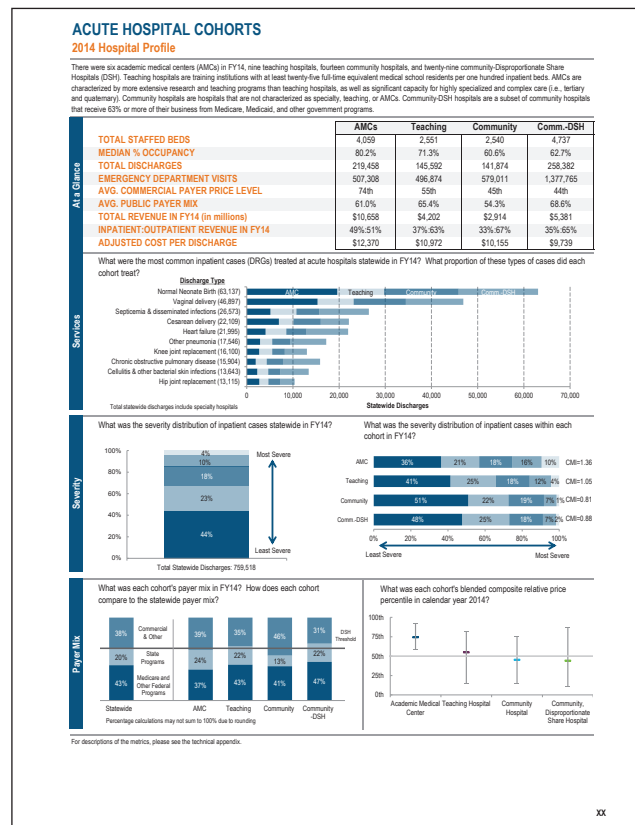 ACUTE HOSPITAL COHORTS
2014 Hospital Profile
There were six academic medical centers (AMCs) in FY14, nine teaching hospitals, fourteen community hospitals, and twenty-nine community-Disproportionate Share
Hospitals (DSH). Teaching hospitals are training institutions with at least twenty-five full-time equivalent medical school residents per one hundred inpatient beds. AMCs are
characterized by more extensive research and teaching programs than teaching hospitals, as well as significant capacity for highly specialized and complex care (i.e., tertiary
and quaternary). Community hospitals are hospitals that are not characterized as specialty, teaching, or AMCs. Community-DSH hospitals are a subset of community hospitals
that receive 63% or more of their business from Medicare, Medicaid, and other government programs.
At a Glance
AMCs Teaching Community Comm.-DSH
TOTAL STAFFED BEDS 4,059 2,551 2,540 4,737
MEDIAN % OCCUPANCY 80.2% 71.3% 60.6% 62.7%
TOTAL DISCHARGES 219,458 145,592 141,874 258,382
EMERGENCY DEPARTMENT VISITS 507,308 496,874 579,011 1,377,765
AVG. COMMERCIAL PAYER PRICE LEVEL 74th 55th 45th 44th
AVG. PUBLIC PAYER MIX 61.0% 65.4% 54.3% 68.6%
TOTAL REVENUE IN FY14 (in millions) $10,658 $4,202 $2,914 $5,381
INPATIENT:OUTPATIENT REVENUE IN FY14 49%:51% 37%:63% 33%:67% 35%:65%
ADJUSTED COST PER DISCHARGE $12,370 $10,972 $10,155 $9,739
Services
What were the most common inpatient cases (DRGs) treated at acute hospitals statewide in FY14? What proportion of these types of cases did each
cohort treat?
Discharge Type
Normal Neonate Birth (63,137) AMC Teaching Community Comm.-DSH
Vaginal delivery (46,897)
Septicemia & disseminated infections (26,573)
Cesarean delivery (22,109)
Heart failure (21,995)
Other pneumonia (17,546)
Knee joint replacement (16,100)
Chronic obstructive pulmonary disease (15,904)
Cellulitis & other bacterial skin infections (13,643)
Hip joint replacement (13,115)
0 10,000 20,000 30,000 40,000 50,000 60,000 70,000
Total statewide discharges include specialty hospitals
Statewide Discharges
Severity
What was the severity distribution of inpatient cases statewide in FY14?
100%
80%
60%
40%
20%
0%
4%
10%
18%
23%
44%
Most Severe
Least Severe
Total Statewide Discharges: 759,518
What was the severity distribution of inpatient cases within each
cohort in FY14?
AMC 36% 21% 18% 16% 10% CMI=1.36
Teaching 41% 25% 18% 12% 4% CMI=1.05
Community 51% 22% 19% 7% 1% CMI=0.81
Comm.-DSH 48% 25% 18% 7% 2% CMI=0.88
0% 20% 40% 60% 80% 100%
Least Severe Most Severe
Payer Mix
What was each cohort's payer mix in FY14? How does each cohort
compare to the statewide payer mix?
38% Commercial & Other 39% 35% 46% 31% DSH Threshold
20% State Programs 24% 22% 13% 22%
43% Medicare and Other Federal Programs 37% 43% 41% 47%
Statewide AMC Teaching Community Community -DSH
Percentage calculations may not sum to 100% due to rounding
What was each cohort's blended composite relative price
percentile in calendar year 2014?
100th
75th
50th
25th
0th
Academic Medical Center
Teaching Hospital
Community Hospital
Community, Disproportionate Share Hospital
For descriptions of the metrics, please see the technical appendix.
XX